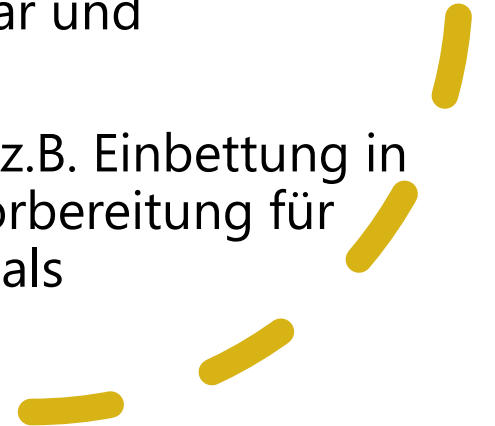 ar und
z.B. Einbettung in
orbereitung für
als